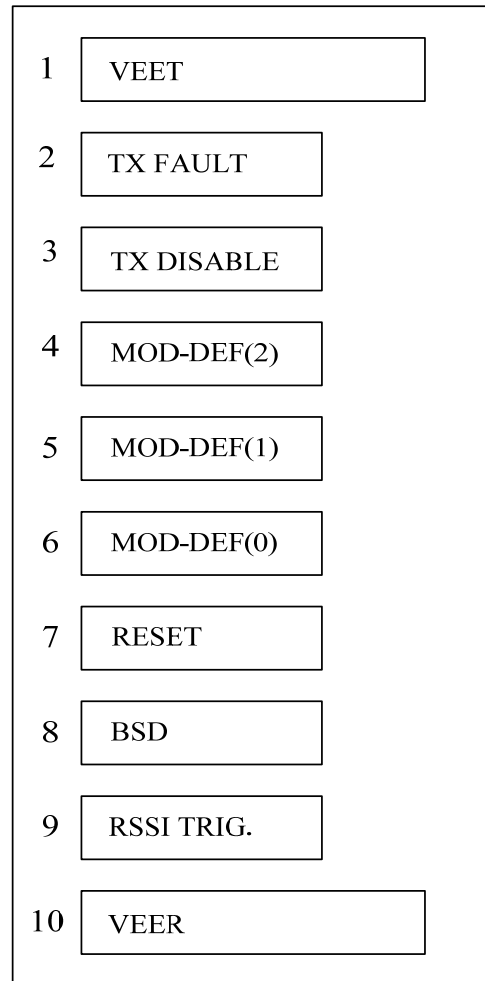 1 VEET
2 TX FAULT
3 TX DISABLE
4 MOD-DEF(2)
5 MOD-DEF(1)
6 MOD-DEF(0)
7 RESET
8 BSD
9 RSSI TRIG.
10 VEER